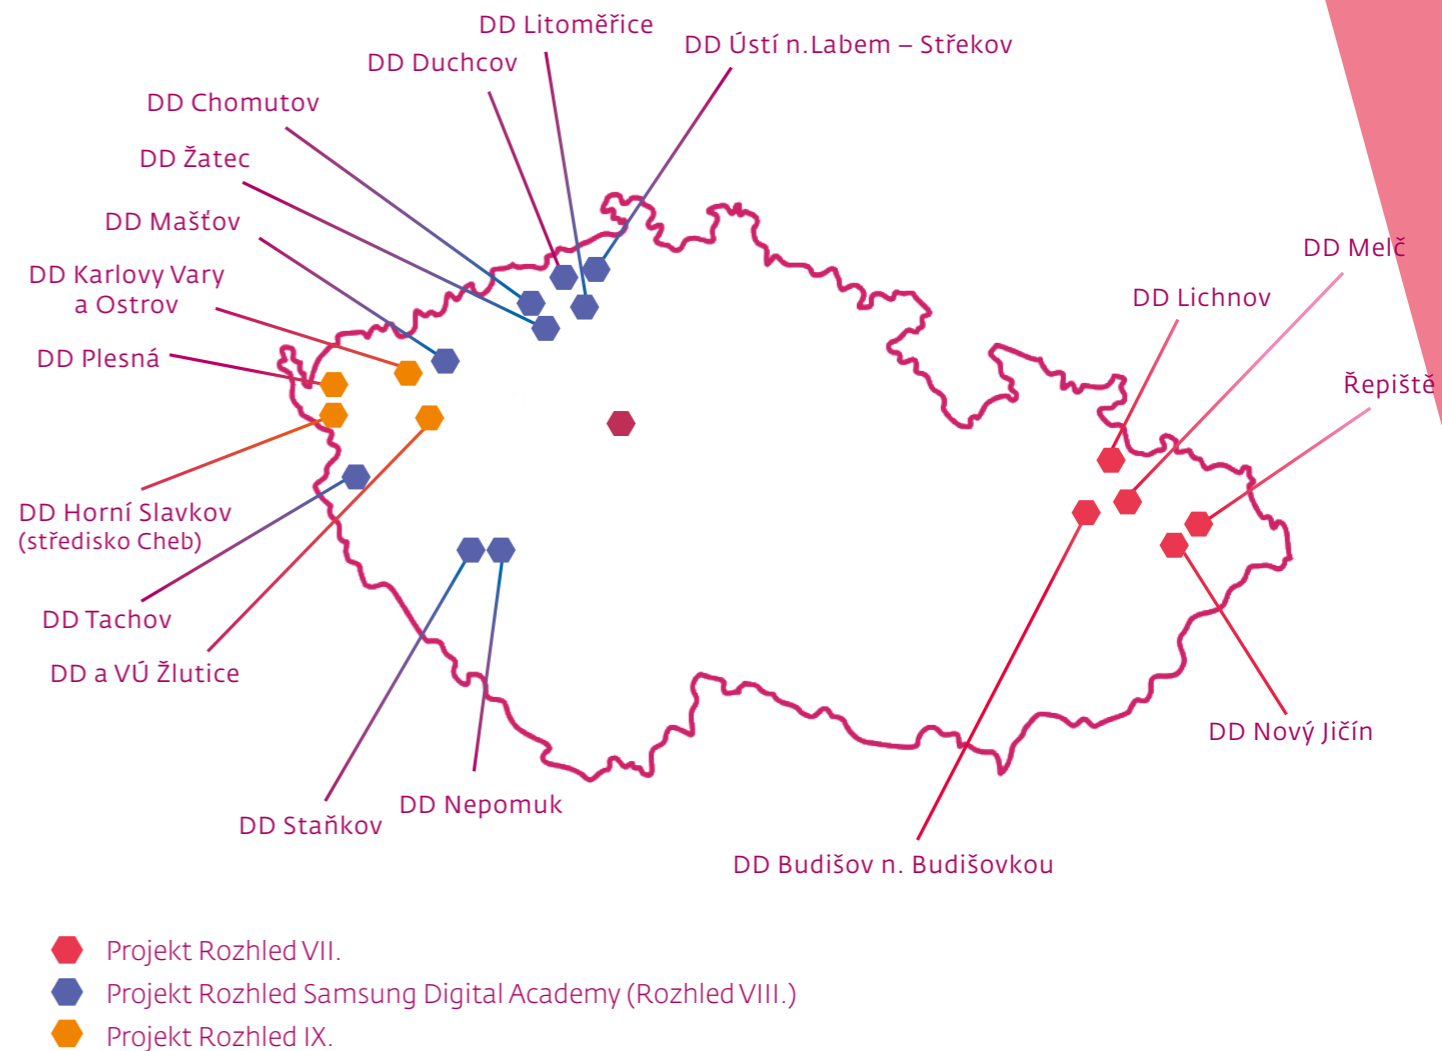 DD Litoměřice
DD Ústí n.Labem – Střekov
DD Duchcov
DD Chomutov
DD Žatec
DD Mašťov
DD Karlovy Vary
a Ostrov
DD Plesná
DD Melč
DD Lichnov
Řepiště
DD Horní Slavkov
(středisko Cheb)
DD Tachov
DD a VÚ Žlutice
DD Nový Jičín
DD Nepomuk
DD Staňkov
DD Budišov n. Budišovkou
Projekt Rozhled VII.
Projekt Rozhled Samsung Digital Academy (Rozhled VIII.)
Projekt Rozhled IX.